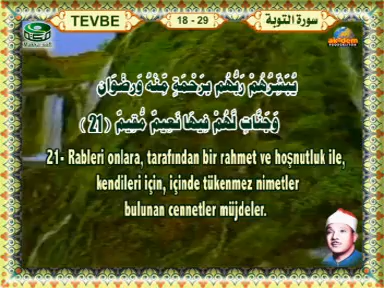 TEVBE
18 - 29
سورة التوبة
akademi
يُبَشِّرُهُمْ رَبُّهُم بِرَحْمَةٍ مِّنْهُ وَرِضْوَانٍ
وَجَنَّاتٍ لَّهُمْ فِيهَا نَعِيمٌ مُّقِيمٌ ( 21 )
21- Rableri onlara, tarafından bir rahmet ve hoşnutluk ile,
kendileri için, içinde tükenmez nimetler
bulunan cennetler müjdeler.